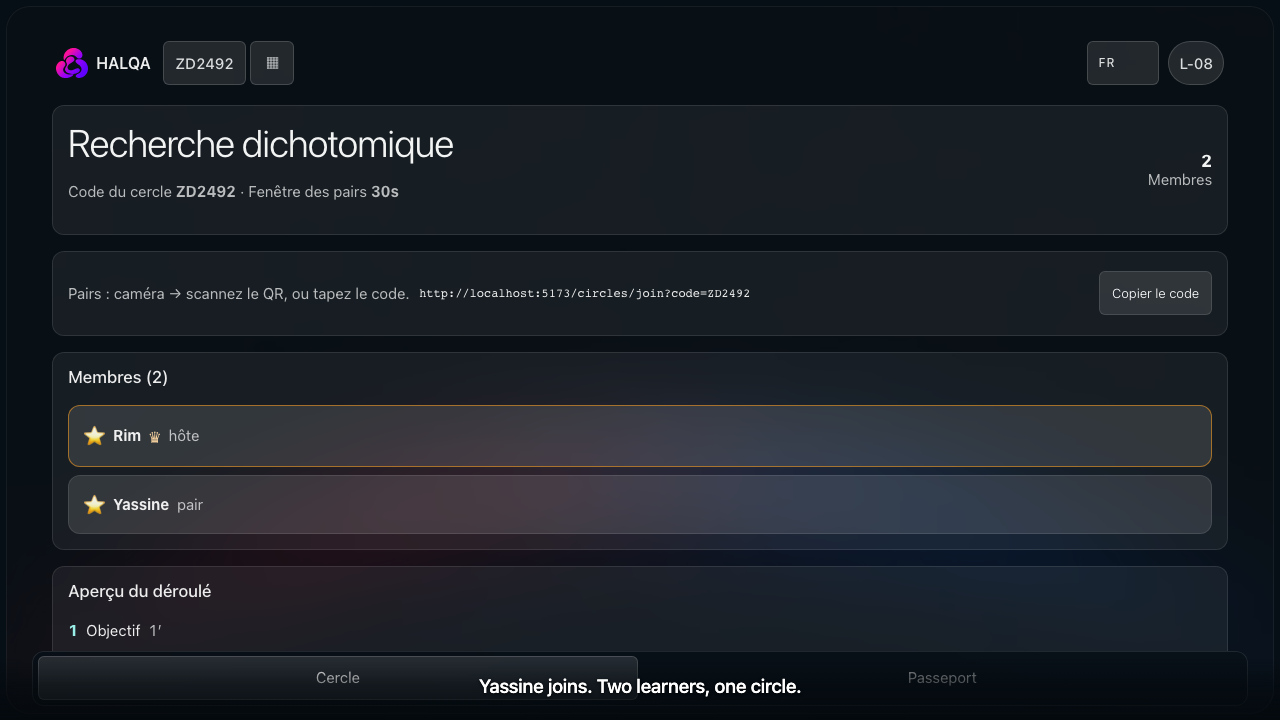 HALQA ZD2492 FR L-08
Recherche dichotomique
Code du cercle ZD2492 · Fenêtre des pairs 30s
2
Membres
Pairs : caméra → scannez le QR, ou tapez le code. http://localhost:5173/circles/join?code=ZD2492
Copier le code
Membres (2)
Rim ♛ hôte
Yassine pair
Aperçu du déroulé
1 Objectif 1′
Cercle
Passeport
Yassine joins. Two learners, one circle.